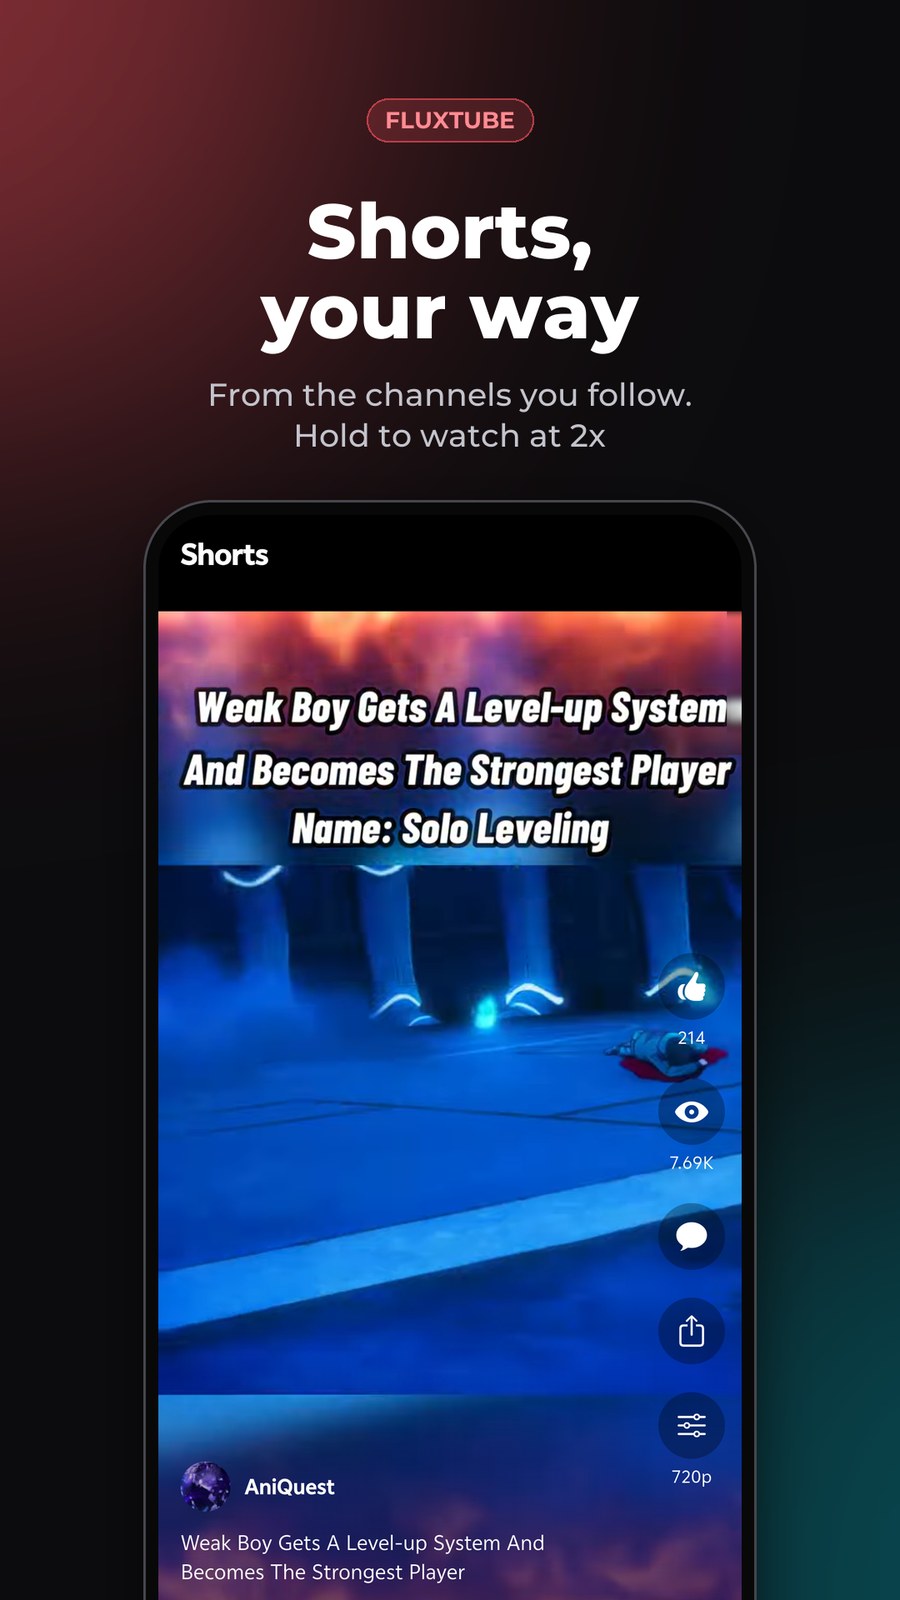 FLUXTUBE
Shorts,
your way
From the channels you follow.
Hold to watch at 2x
Shorts
Weak Boy Gets A Level-up System
And Becomes The Strongest Player
Name: Solo Leveling
214
7.69K
720p
AniQuest
Weak Boy Gets A Level-up System And
Becomes The Strongest Player